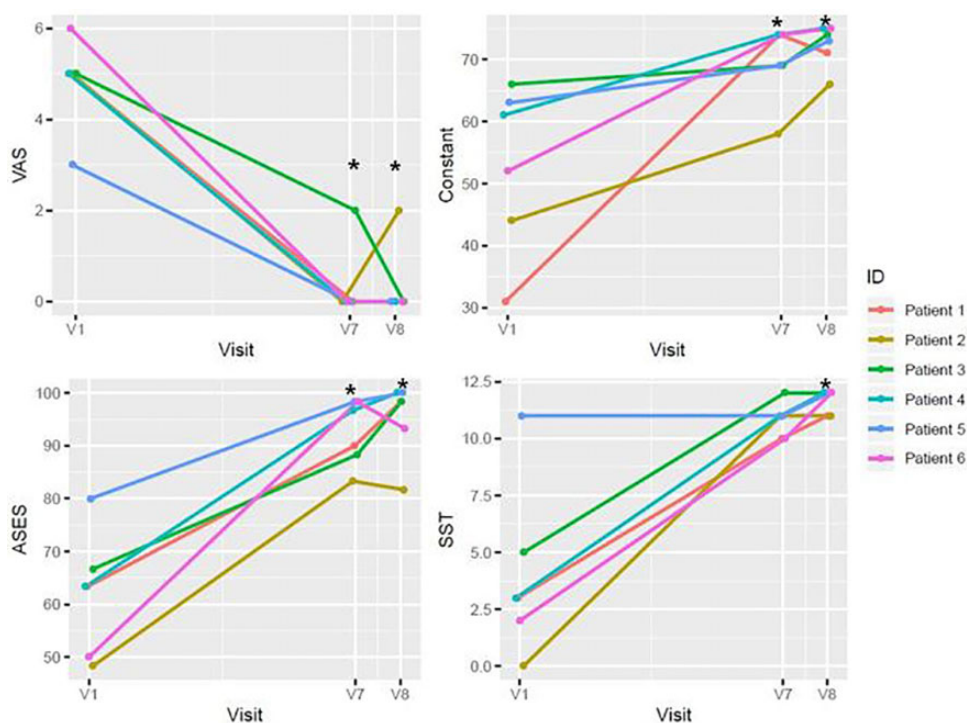 VAS
6
4
2
0
*
*
V1
V7
V8
Visit
Constant
70
60
50
40
30
*
*
V1
V7
V8
Visit
ASES
100
90
80
70
60
50
*
*
V1
V7
V8
Visit
SST
12.5
10.0
7.5
5.0
2.5
0.0
*
V1
V7
V8
Visit
ID
Patient 1
Patient 2
Patient 3
Patient 4
Patient 5
Patient 6